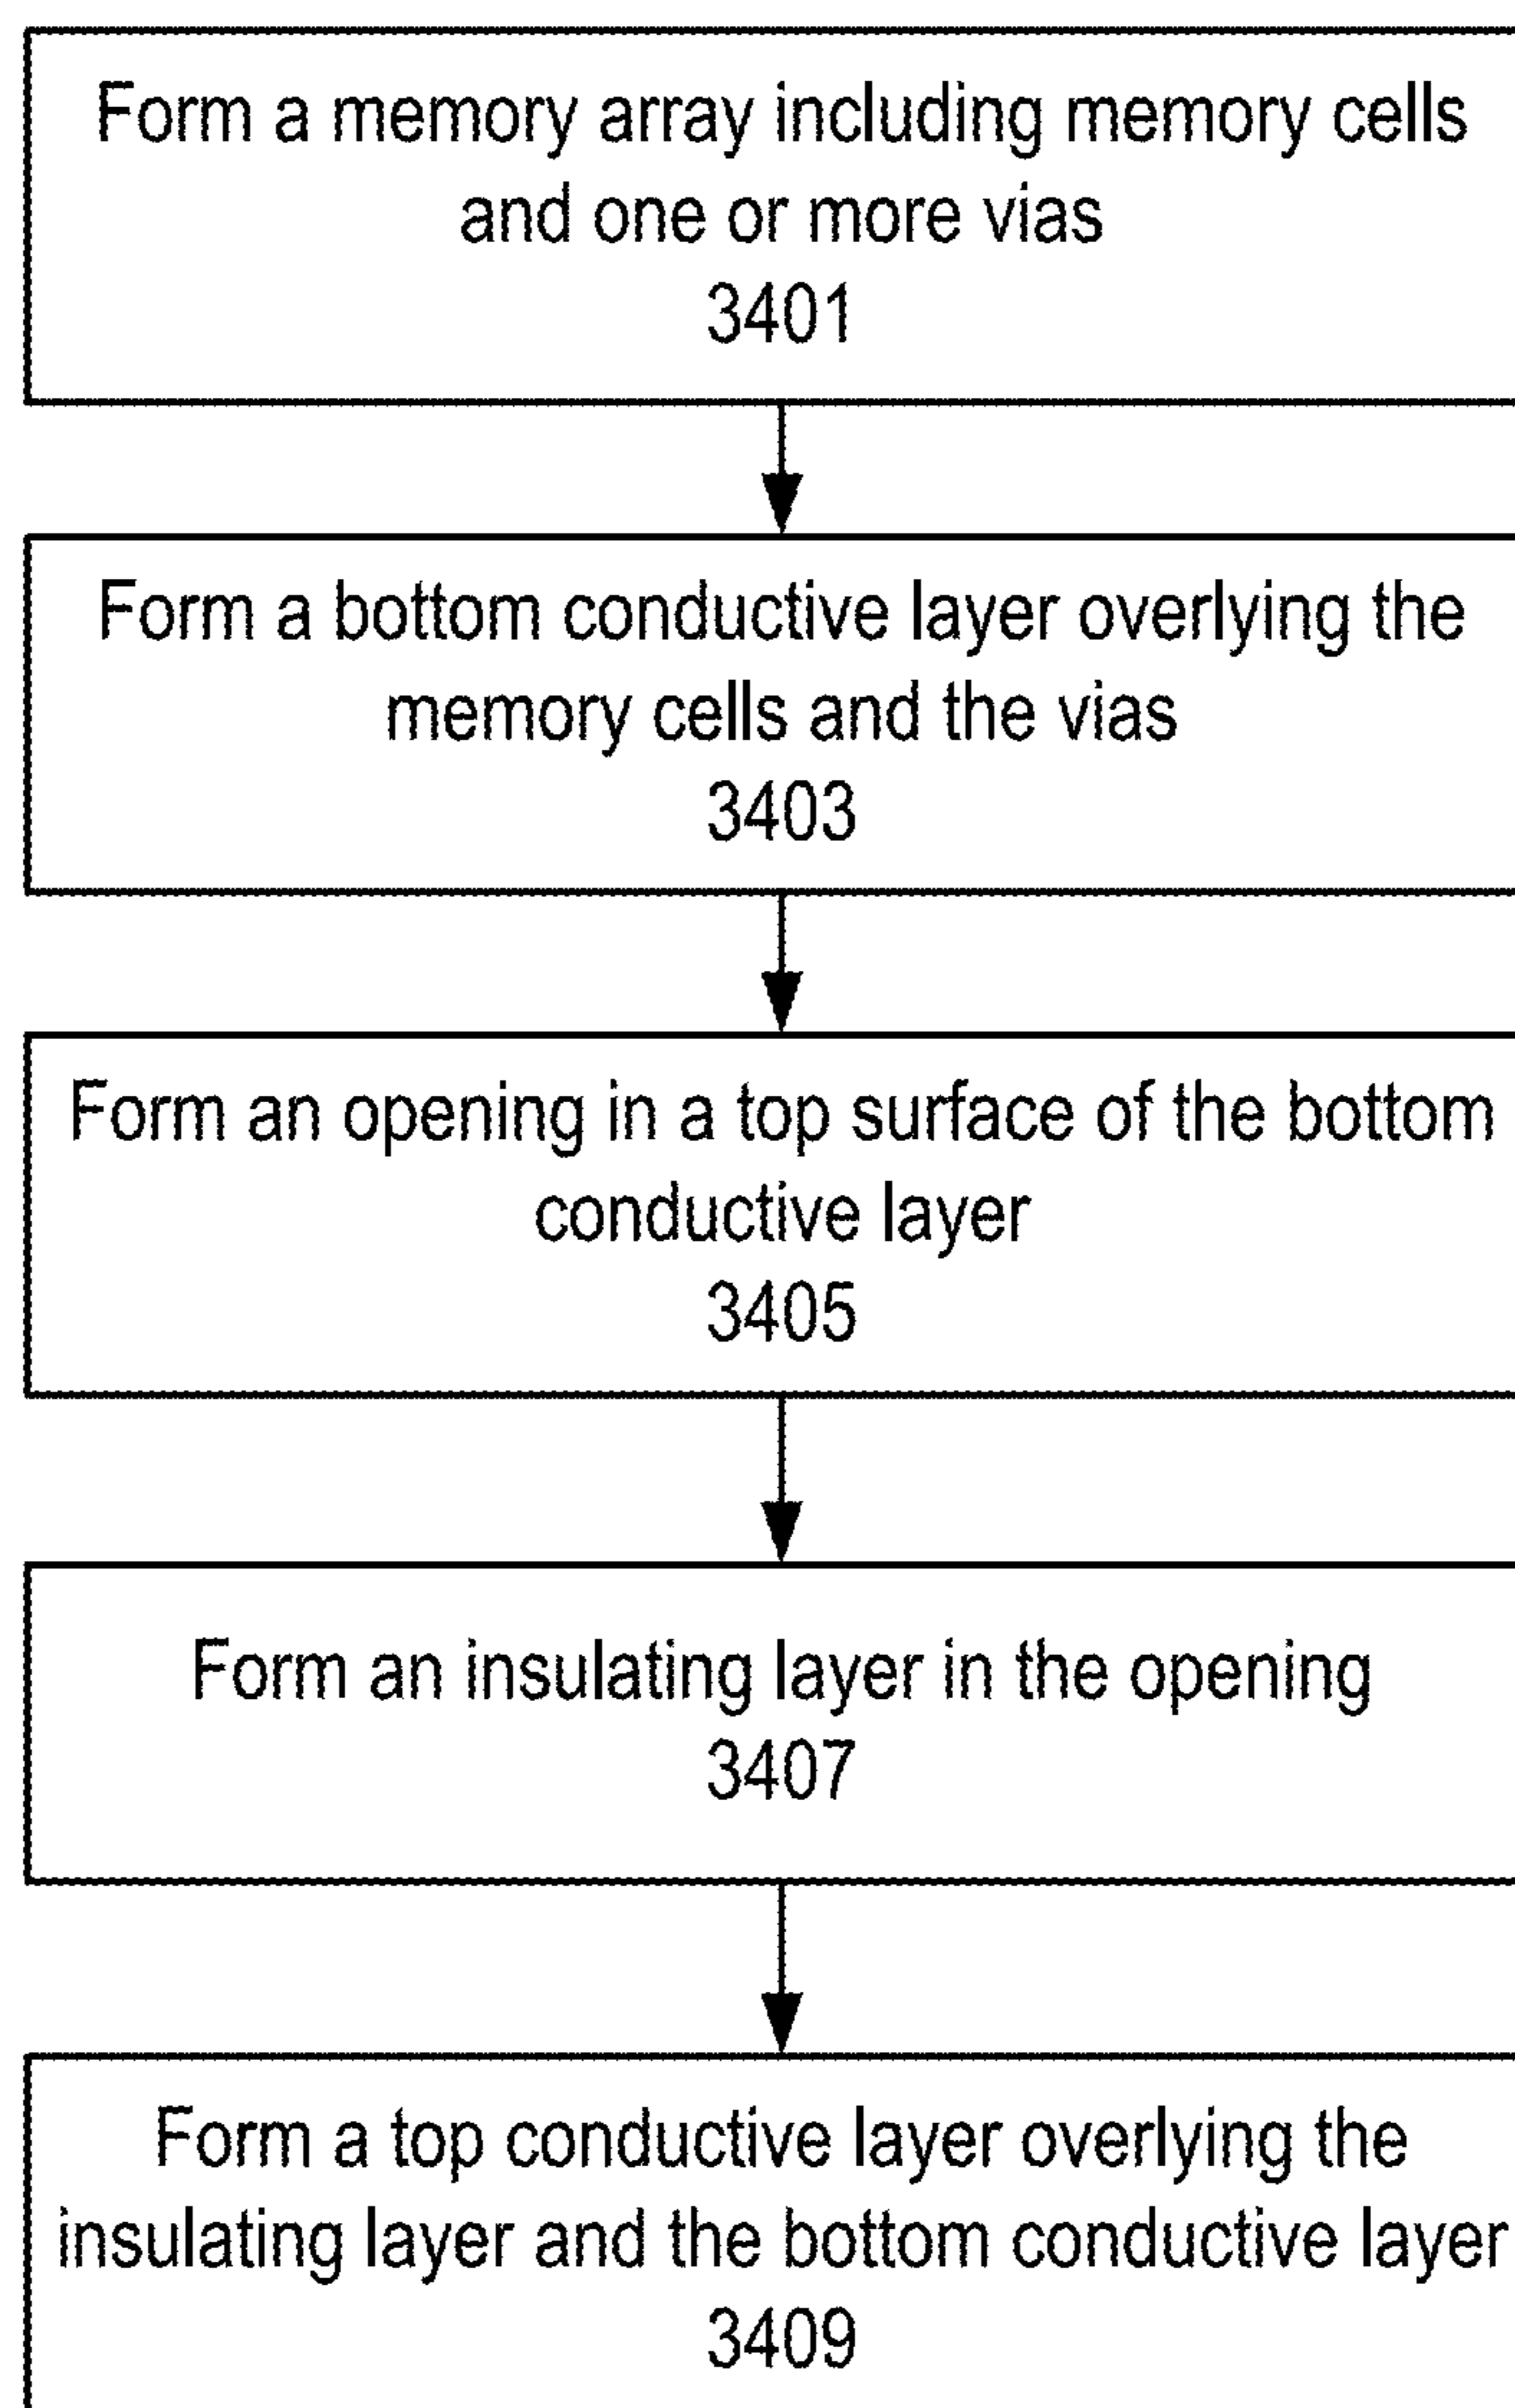 Form a memory array including memory cells
and one or more vias
3401
Form a bottom conductive layer overlying the
memory cells and the vias
3403
Form an opening in a top surface of the bottom
conductive layer
3405
Form an insulating layer in the opening
3407
Form a top conductive layer overlying the
insulating layer and the bottom conductive layer
3409